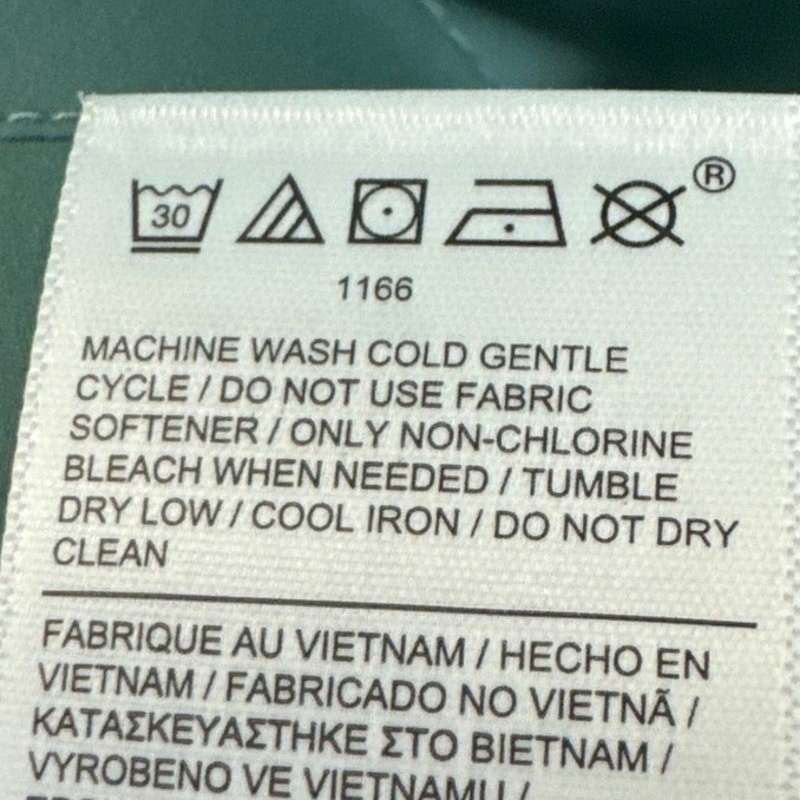 30
®
1166
MACHINE WASH COLD GENTLE
CYCLE / DO NOT USE FABRIC
SOFTENER / ONLY NON-CHLORINE
BLEACH WHEN NEEDED / TUMBLE
DRY LOW / COOL IRON / DO NOT DRY
CLEAN
FABRIQUE AU VIETNAM / HECHO EN
VIETNAM / FABRICADO NO VIETNÃ /
ΚΑΤΑΣΚΕΥΑΣΤΗΚΕ ΣΤΟ ΒΙΕΤΝΑΜ /
VYROBENO VE VIETNAMU /